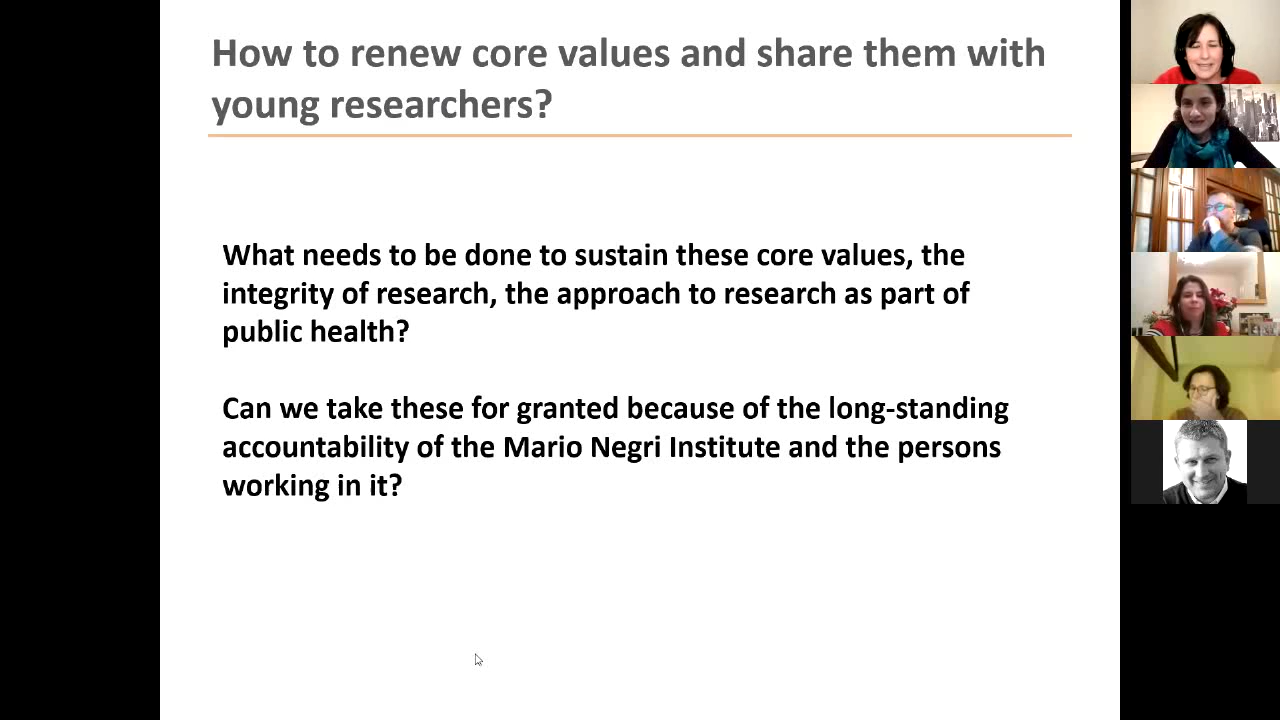 How to renew core values and share them with
young researchers?
What needs to be done to sustain these core values, the
integrity of research, the approach to research as part of
public health?
Can we take these for granted because of the long-standing
accountability of the Mario Negri Institute and the persons
working in it?